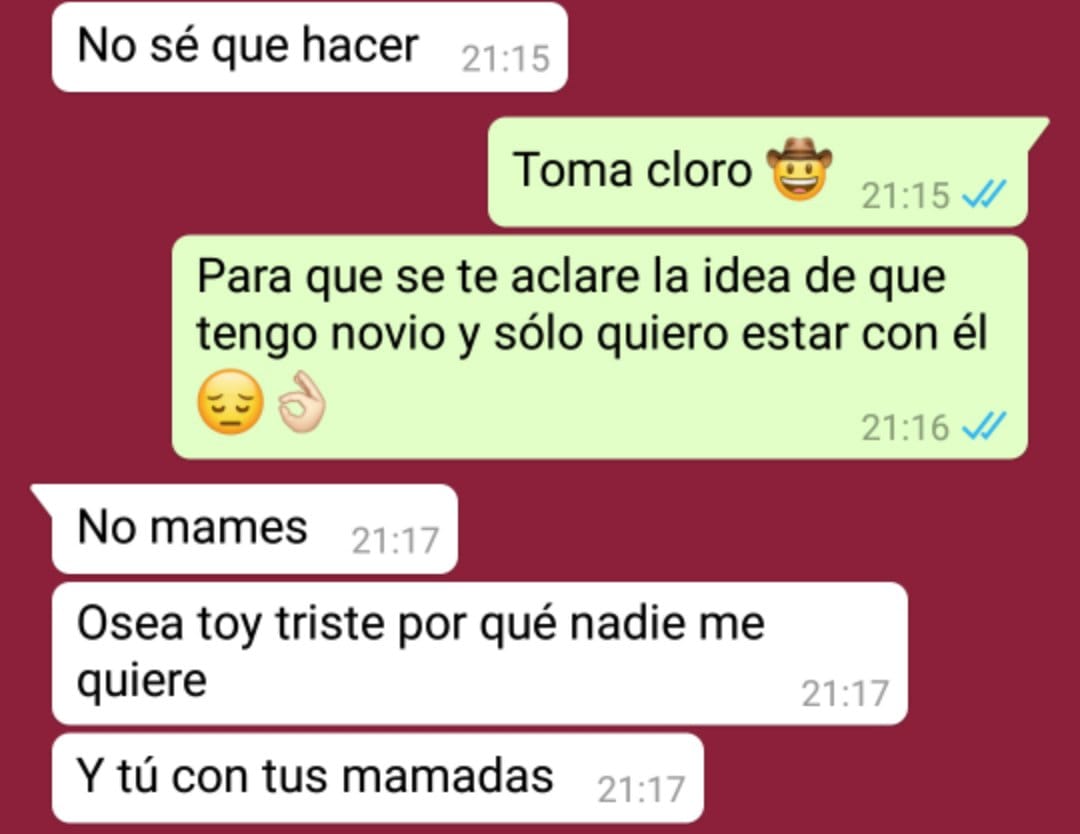 No sé que hacer 21:15
Toma cloro 🤠 21:15
Para que se te aclare la idea de que
tengo novio y sólo quiero estar con él
😔👌🏻 21:16
No mames 21:17
Osea toy triste por qué nadie me
quiere 21:17
Y tú con tus mamadas 21:17